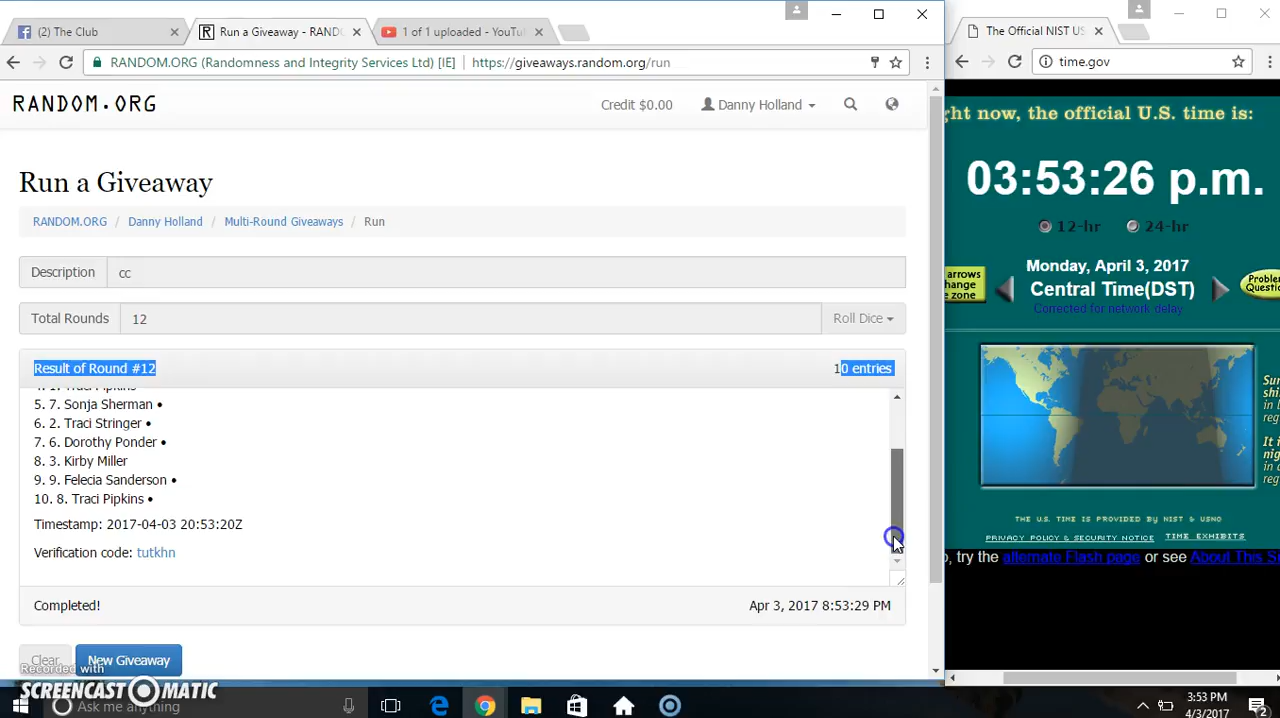 (2) The Club
Run a Giveaway - RAND
1 of 1 uploaded - YouTu
The Official NIST US
RANDOM.ORG (Randomness and Integrity Services Ltd) [IE]
https://giveaways.random.org/run
time.gov
RANDOM.ORG
Credit $0.00
Danny Holland
Run a Giveaway
RANDOM.ORG / Danny Holland / Multi-Round Giveaways / Run
Description cc
Total Rounds 12 Roll Dice
Result of Round #12 10 entries
5. 7. Sonja Sherman •
6. 2. Traci Stringer •
7. 6. Dorothy Ponder •
8. 3. Kirby Miller
9. 9. Felecia Sanderson •
10. 8. Traci Pipkins •
Timestamp: 2017-04-03 20:53:20Z
Verification code: tutkhn
Completed! Apr 3, 2017 8:53:29 PM
Clear New Giveaway
ght now, the official U.S. time is:
03:53:26 p.m.
12-hr 24-hr
Monday, April 3, 2017
Central Time(DST)
Corrected for network delay
arrows
hange
e zone
Proble
Questio
THE U.S. TIME IS PROVIDED BY NIST & USNO
PRIVACY POLICY & SECURITY NOTICE TIME EXHIBITS
o, try the alternate Flash page or see About This S
Recorded with
SCREENCAST-O-MATIC
Ask me anything
3:53 PM
4/3/2017
2